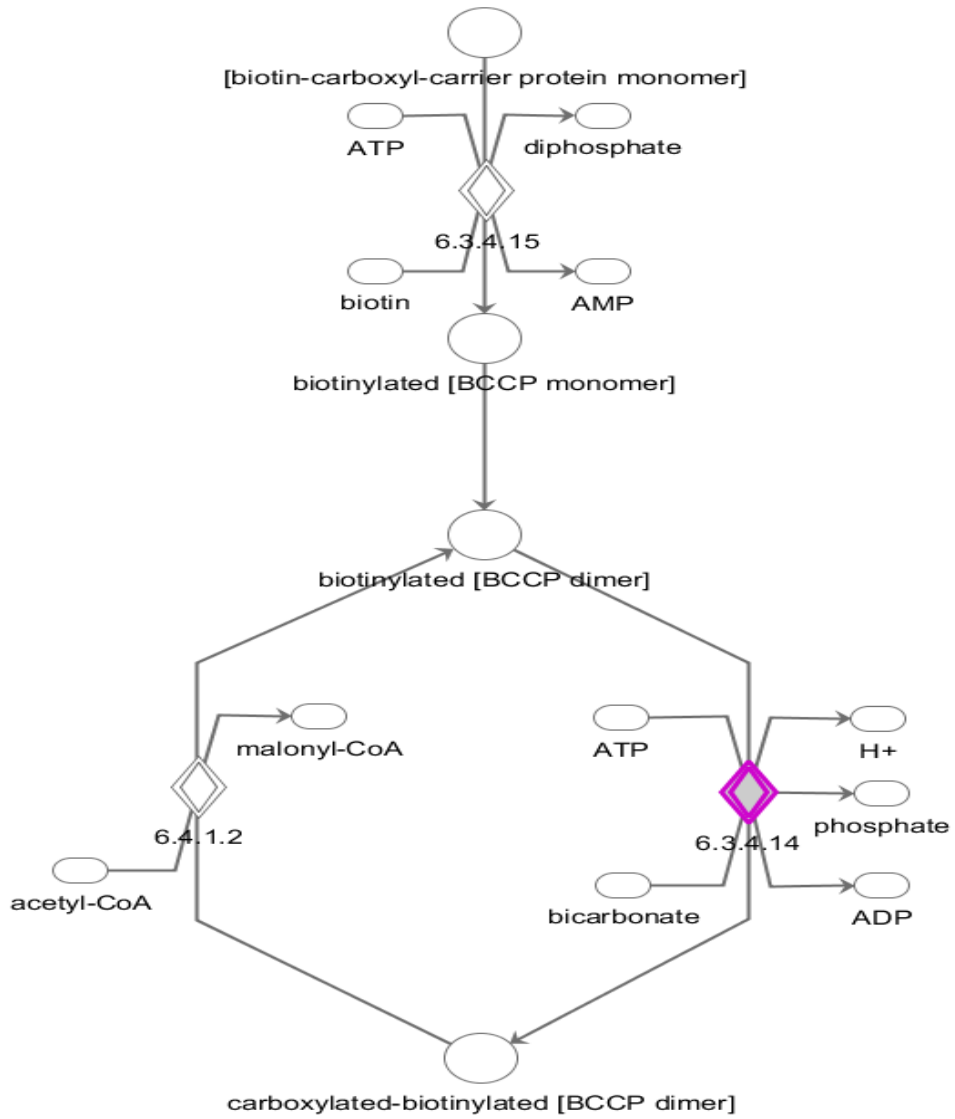 [biotin-carboxyl-carrier protein monomer]
ATP
diphosphate
6.3.4.15
biotin
AMP
biotinylated [BCCP monomer]
biotinylated [BCCP dimer]
malonyl-CoA
ATP
H+
phosphate
6.4.1.2
6.3.4.14
acetyl-CoA
bicarbonate
ADP
carboxylated-biotinylated [BCCP dimer]